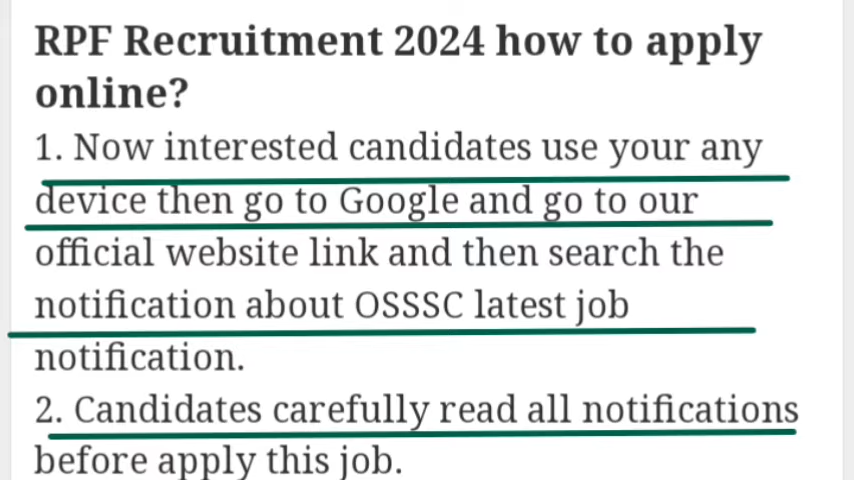 RPF Recruitment 2024 how to apply
online?
1. Now interested candidates use your any
device then go to Google and go to our
official website link and then search the
notification about OSSSC latest job
notification.
2. Candidates carefully read all notifications
before apply this job.